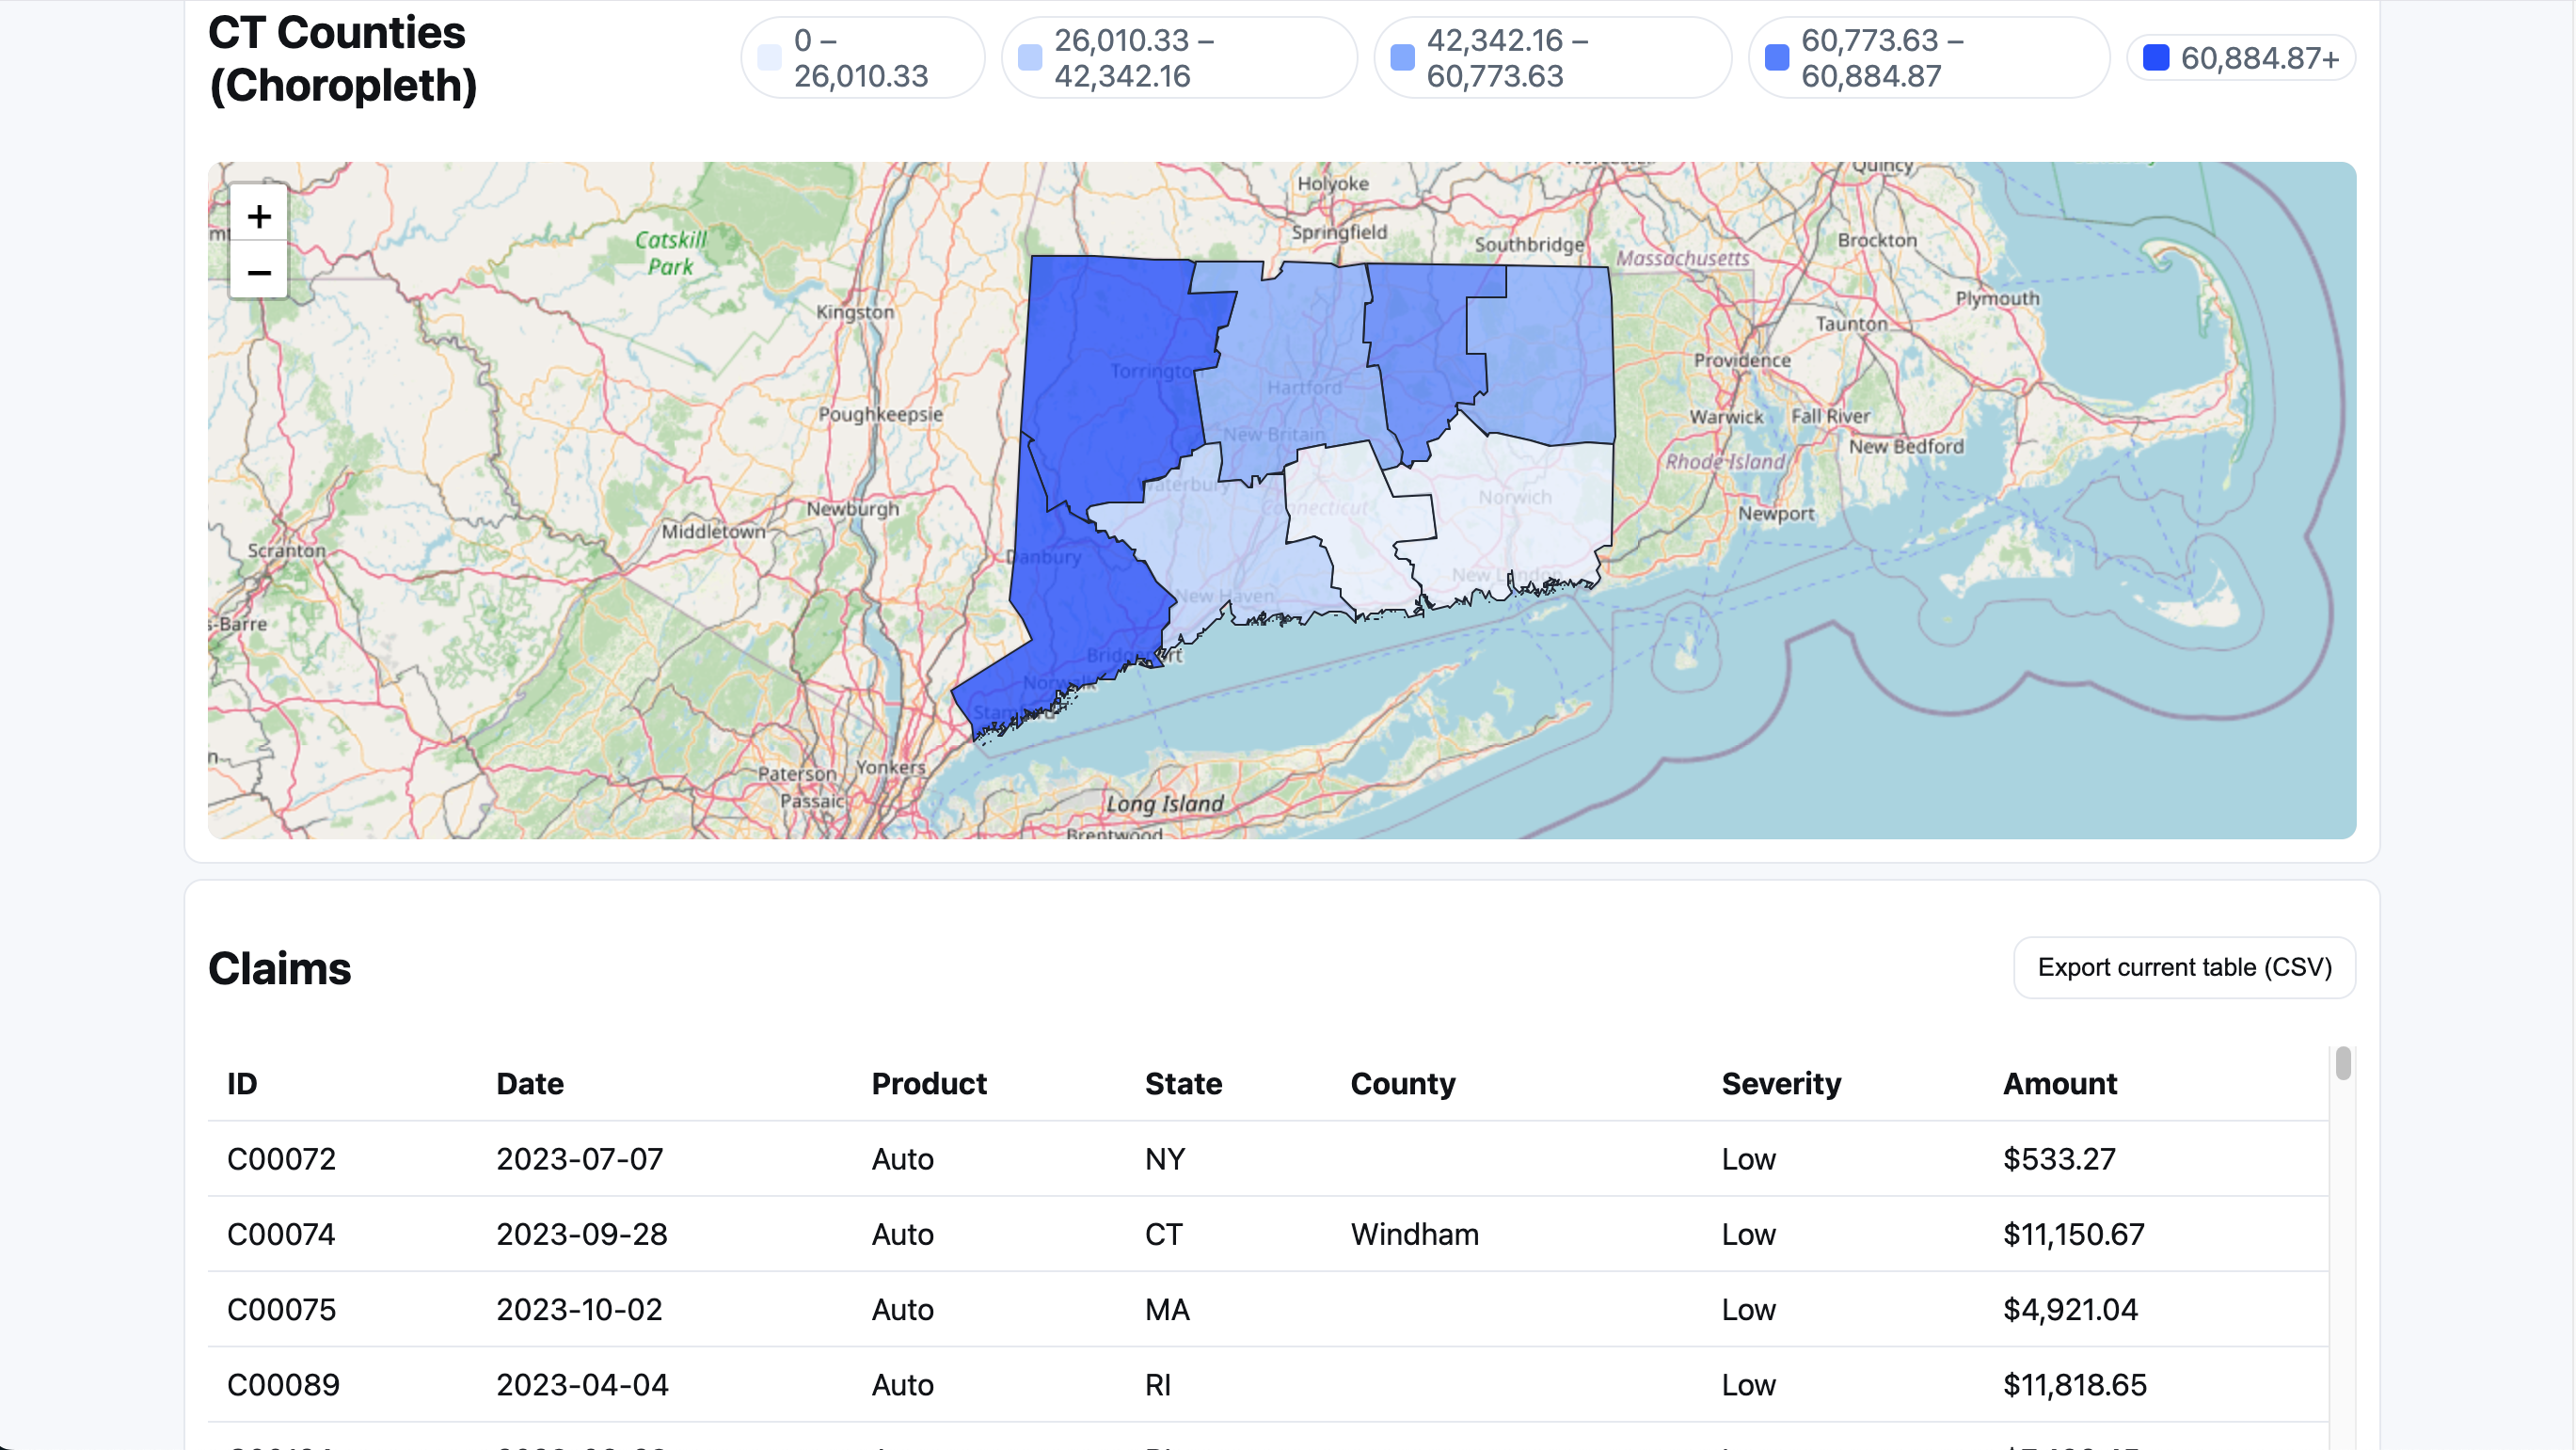 CT Counties
(Choropleth)
0 –
26,010.33
26,010.33 –
42,342.16
42,342.16 –
60,773.63
60,773.63 –
60,884.87
60,884.87+
+
−
Quincy
Holyoke
Springfield
Southbridge
Massachusetts
Brockton
Catskill
Park
Kingston
Plymouth
Taunton
Torrington
Providence
Hartford
Poughkeepsie
Warwick
Fall River
New Britain
New Bedford
Rhode Island
Waterbury
Norwich
Connecticut
Newburgh
Newport
Middletown
Scranton
Danbury
New London
New Haven
s-Barre
Bridgeport
Norwalk
Stamford
Yonkers
Paterson
Passaic
Long Island
Brentwood
Claims
Export current table (CSV)
ID Date Product State County Severity Amount
C00072 2023-07-07 Auto NY Low $533.27
C00074 2023-09-28 Auto CT Windham Low $11,150.67
C00075 2023-10-02 Auto MA Low $4,921.04
C00089 2023-04-04 Auto RI Low $11,818.65